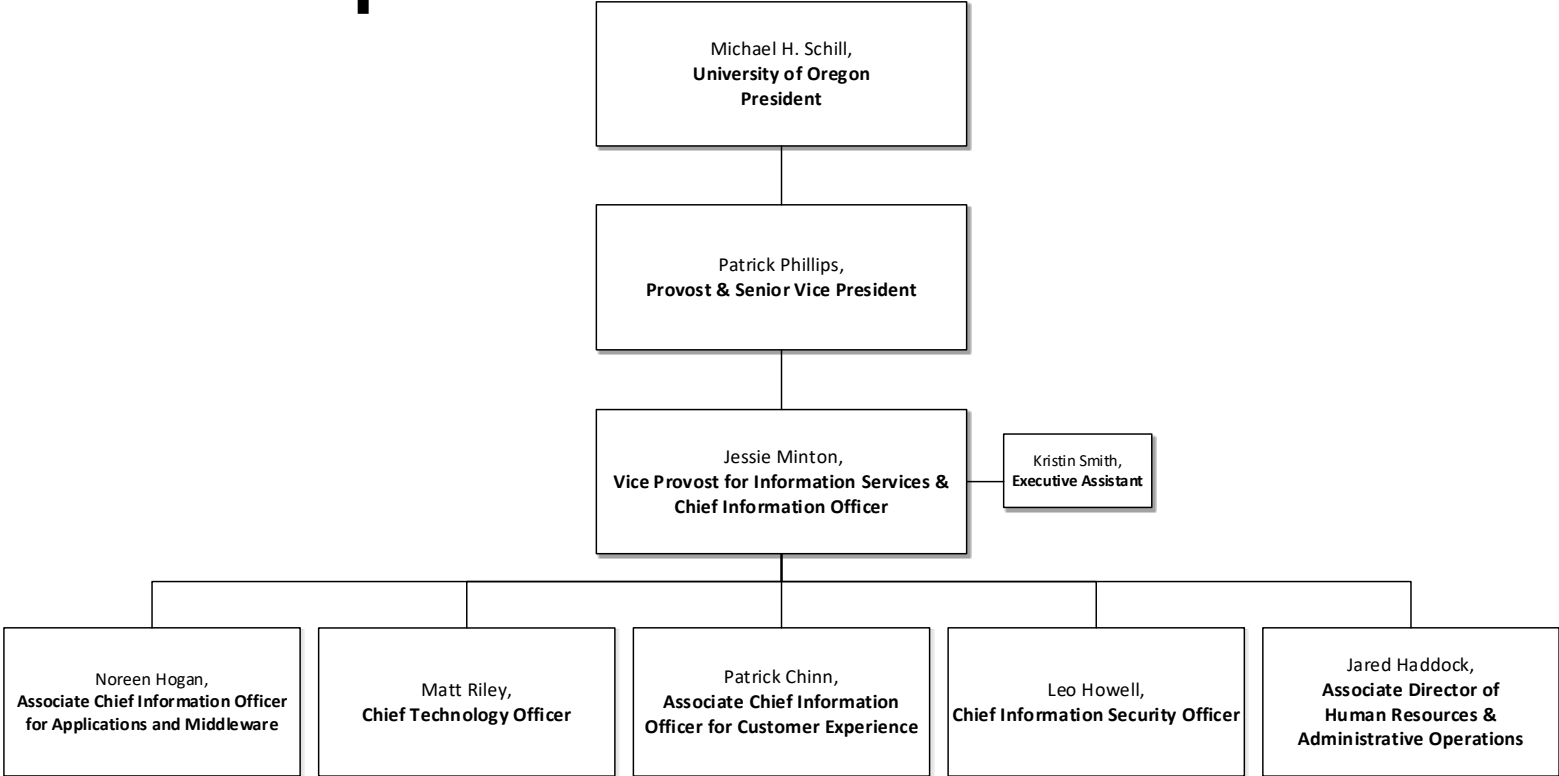 Michael H. Schill,
University of Oregon
President
Patrick Phillips,
Provost & Senior Vice President
Jessie Minton,
Vice Provost for Information Services &
Chief Information Officer
Kristin Smith,
Executive Assistant
Noreen Hogan,
Associate Chief Information Officer
for Applications and Middleware
Matt Riley,
Chief Technology Officer
Patrick Chinn,
Associate Chief Information
Officer for Customer Experience
Leo Howell,
Chief Information Security Officer
Jared Haddock,
Associate Director of
Human Resources &
Administrative Operations